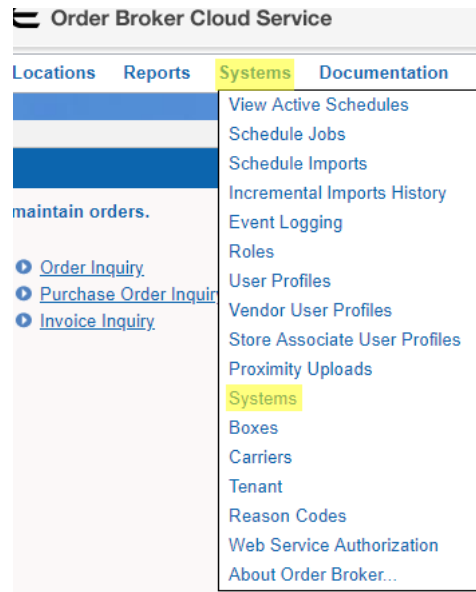 Order Broker Cloud Service
Locations Reports Systems Documentation
View Active Schedules
Schedule Jobs
Schedule Imports
Incremental Imports History
Event Logging
Roles
User Profiles
Vendor User Profiles
Store Associate User Profiles
Proximity Uploads
Systems
Boxes
Carriers
Tenant
Reason Codes
Web Service Authorization
About Order Broker...
maintain orders.
Order Inquiry
Purchase Order Inquir
Invoice Inquiry